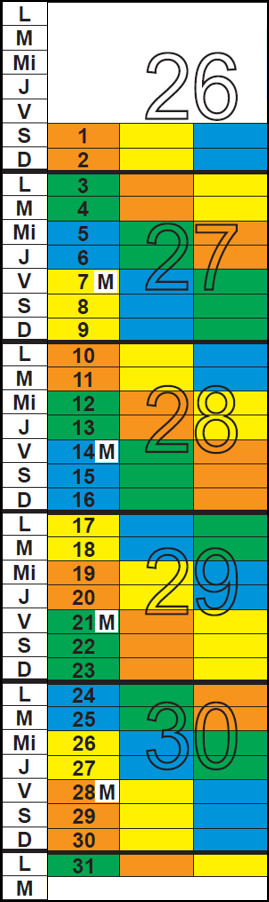 L
M
Mi
J
V
26
S 1
D 2
L 3
M 4
Mi 5
J 6
27
V 7 M
S 8
D 9
L 10
M 11
Mi 12
J 13
28
V 14 M
S 15
D 16
L 17
M 18
Mi 19
J 20
29
V 21 M
S 22
D 23
L 24
M 25
Mi 26
J 27
30
V 28 M
S 29
D 30
L 31
M